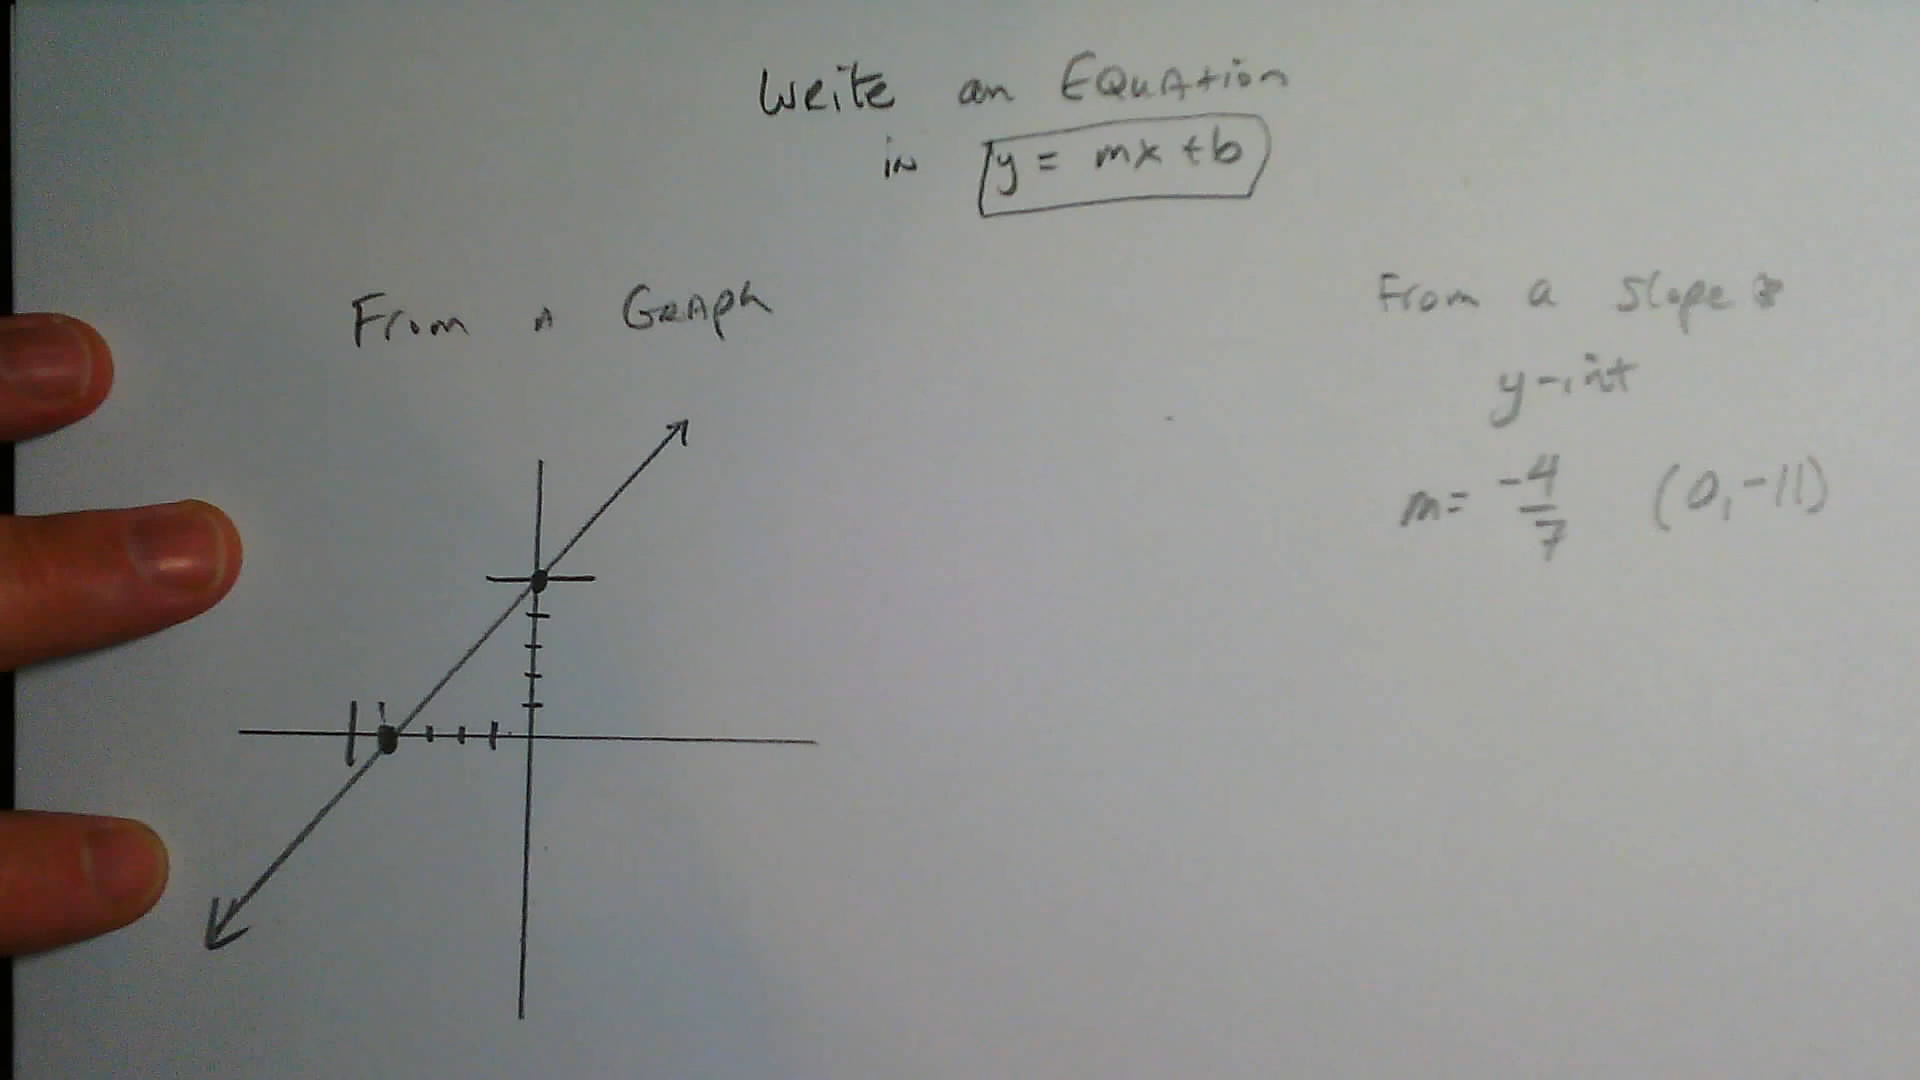 Write an Equation
in y = mx + b
From a Graph
From a Slope &
y-int
m = -4/7 (0, -11)